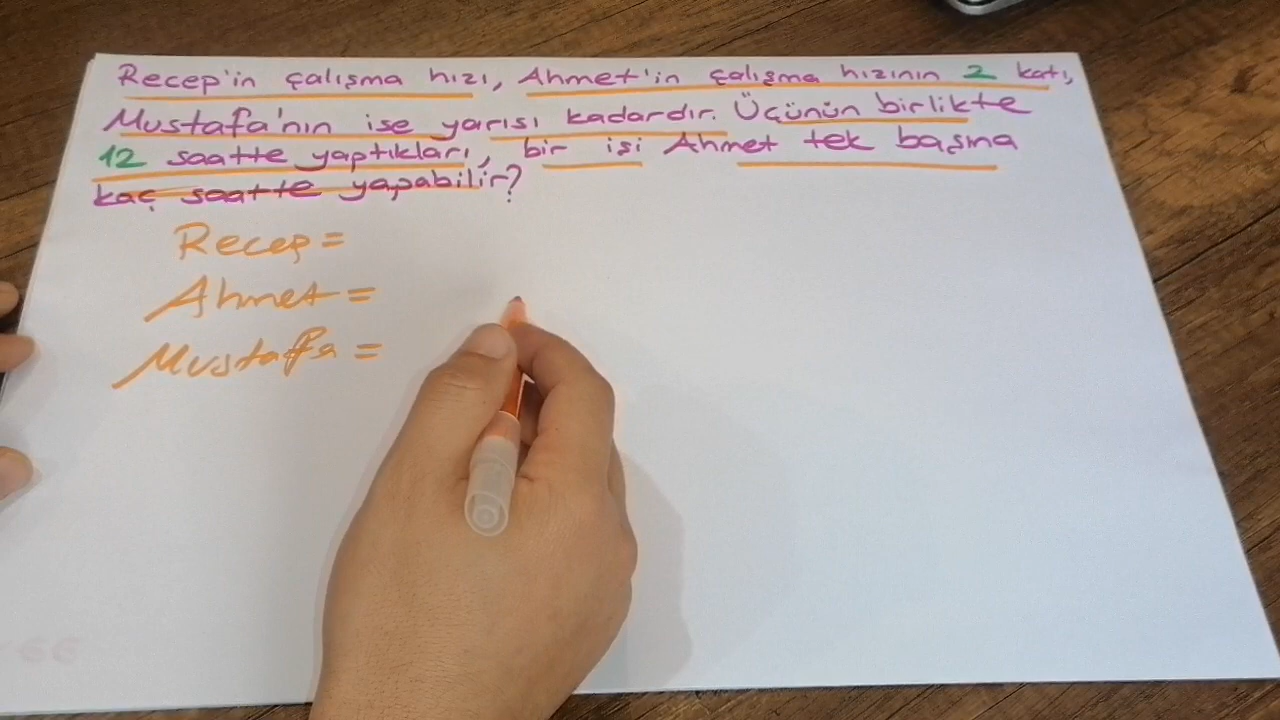 Recep'in çalışma hızı, Ahmet'in çalışma hızının 2 katı,
Mustafa'nın ise yarısı kadardır. Üçünün birlikte
12 saatte yaptıkları, bir işi Ahmet tek başına
kaç saatte yapabilir?
Recep=
Ahmet=
Mustafa=